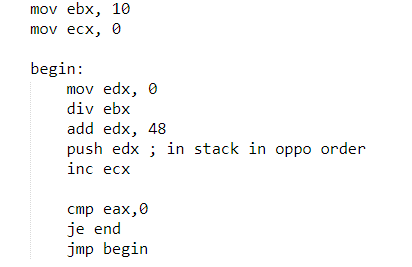 mov ebx, 10
mov ecx, 0
begin:
mov edx, 0
div ebx
add edx, 48
push edx ; in stack in oppo order
inc ecx
cmp eax,0
je end
jmp begin